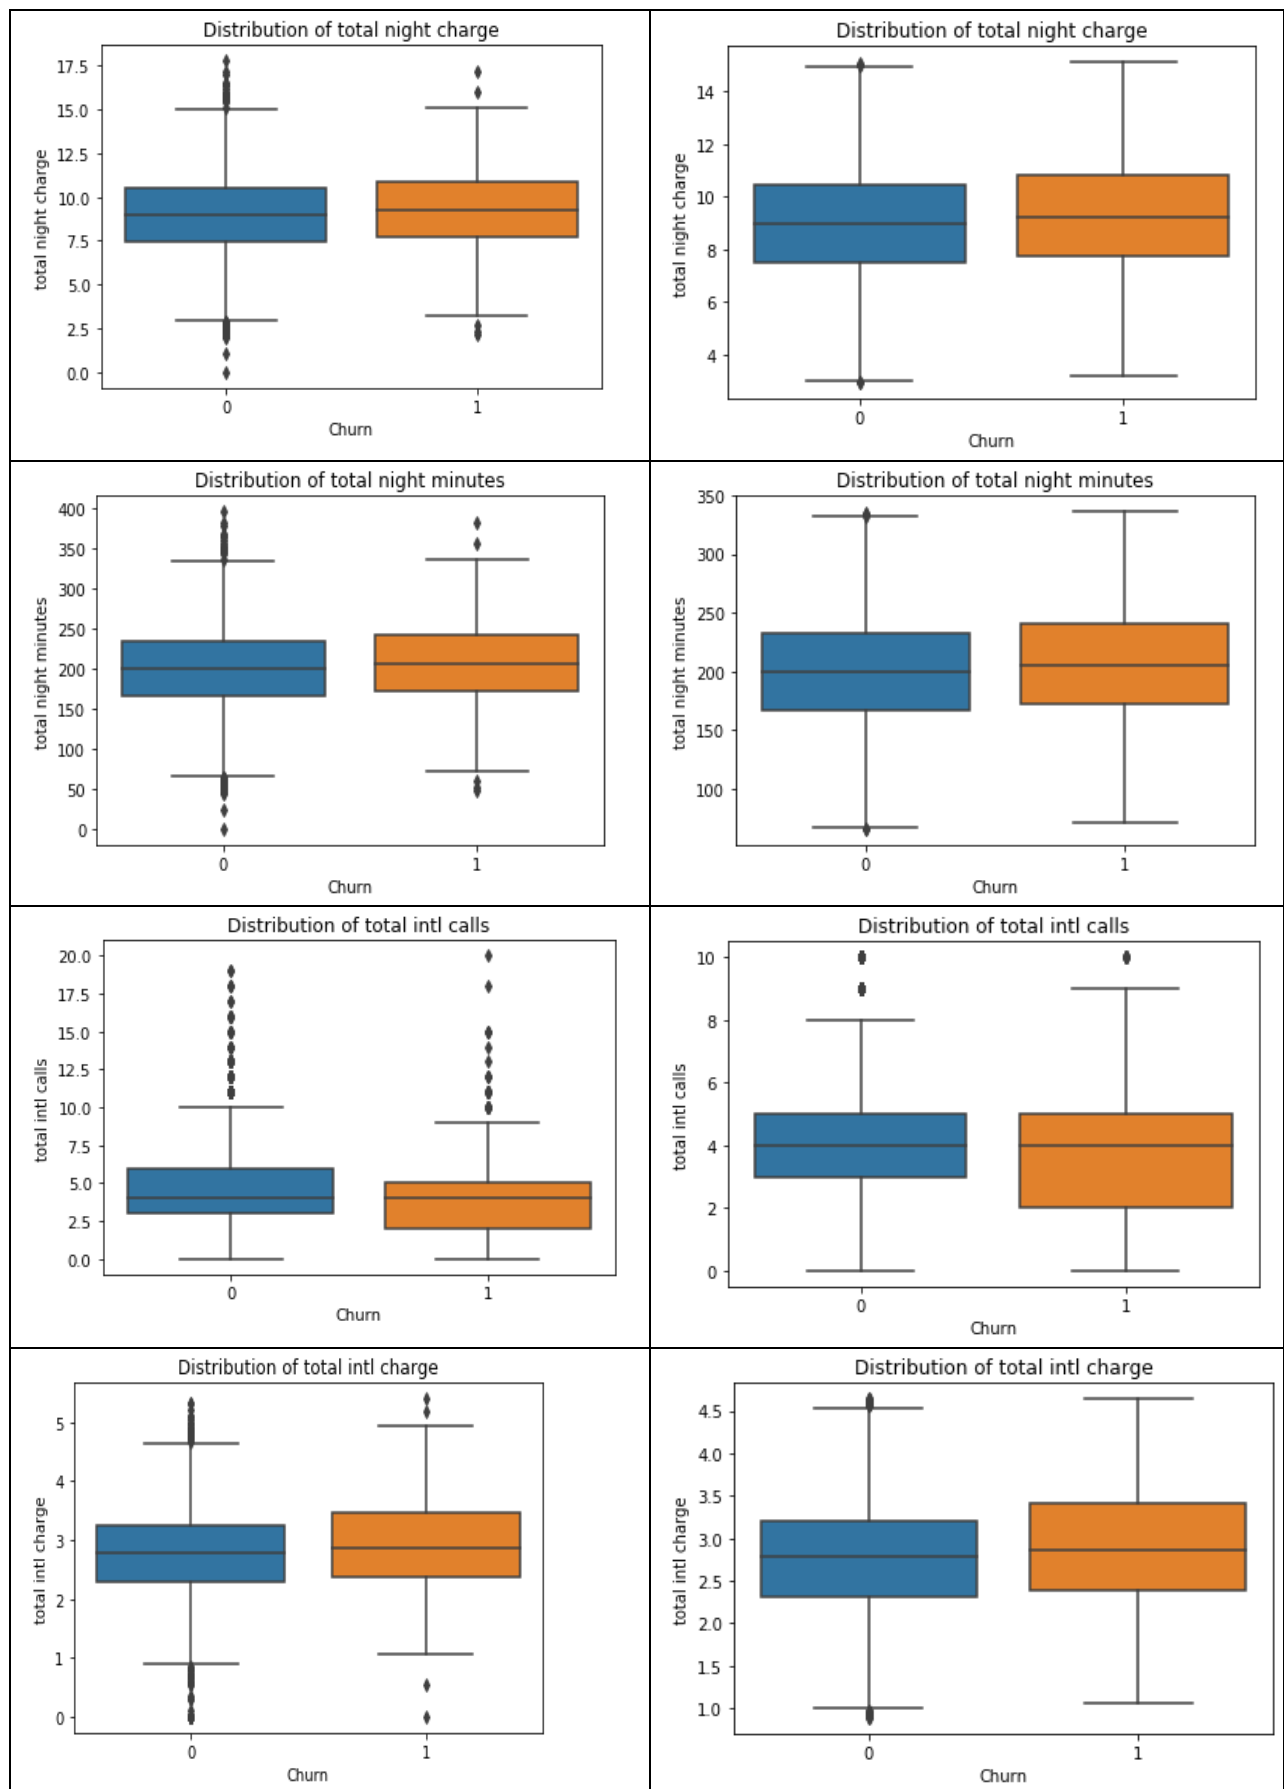 Distribution of total night charge
total night charge
17.5
15.0
12.5
10.0
7.5
5.0
2.5
0.0
0 1
Churn
Distribution of total night charge
total night charge
14
12
10
8
6
4
0 1
Churn
Distribution of total night minutes
total night minutes
400
350
300
250
200
150
100
50
0
0 1
Churn
Distribution of total night minutes
total night minutes
350
300
250
200
150
100
0 1
Churn
Distribution of total intl calls
total intl calls
20.0
17.5
15.0
12.5
10.0
7.5
5.0
2.5
0.0
0 1
Churn
Distribution of total intl calls
total intl calls
10
8
6
4
2
0
0 1
Churn
Distribution of total intl charge
total intl charge
5
4
3
2
1
0
0 1
Churn
Distribution of total intl charge
total intl charge
4.5
4.0
3.5
3.0
2.5
2.0
1.5
1.0
0 1
Churn